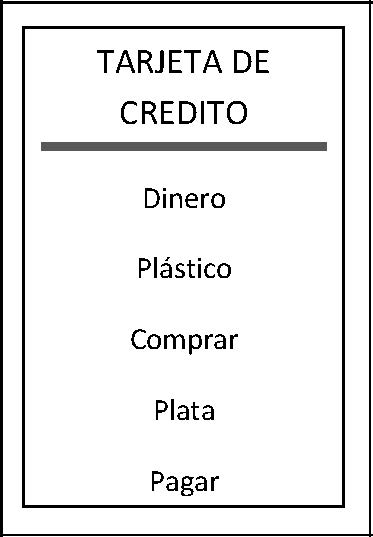 TARJETA DE
CREDITO
Dinero
Plástico
Comprar
Plata
Pagar